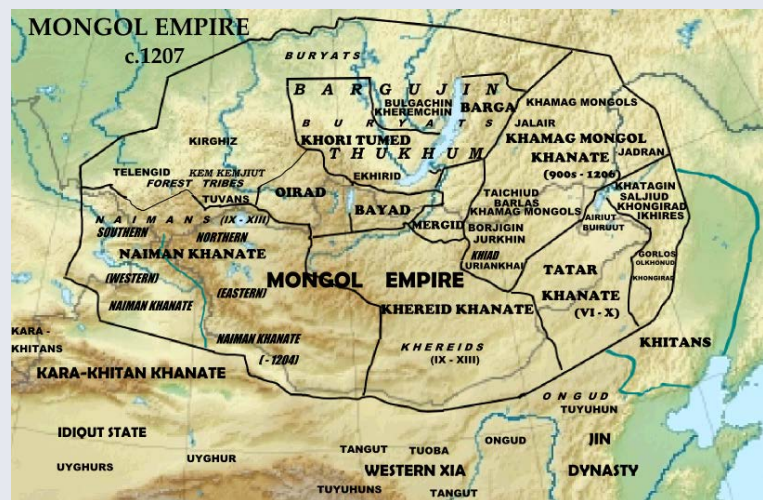 MONGOL EMPIRE
c.1207
BURYATS
BARGUJIN
BULGACHIN
KHEREMCHIN
BARGA
KHAMAG MONGOLS
BURYATS
JALAIR
KHORI TUMED
KHAMAG MONGOL
KHANATE
(900s - 1206)
KIRGHIZ
THUKHUM
JADRAN
TELENGID
KEM KEMJIUT
FOREST TRIBES
TUVANS
EKHIRID
OIRAD
BAYAD
MERGID
TAICHIUD
BARLAS
KHAMAG MONGOLS
BORJIGIN
JURKHIN
KHATAGIN
SALJIUD
KHONGIRAD
IKHIRES
AIRIUT
BUIRUUT
NAIMANS (IX - XIII)
SOUTHERN
NORTHERN
NAIMAN KHANATE
(WESTERN)
(EASTERN)
NAIMAN KHANATE
KHIAD
URIANKHAI
GORLOS
OLKHONUD
KHONGIRAD
MONGOL EMPIRE
TATAR
KHANATE
(VI - X)
KHEREID KHANATE
NAIMAN KHANATE
( - 1204)
KHEREIDS
(IX - XIII)
KHITANS
KARA -
KHITANS
KARA-KHITAN KHANATE
ONGUD
TUYUHUN
IDIQUT STATE
UYGHURS
UYGHUR
TANGUT
TUOBA
ONGUD
JIN
DYNASTY
WESTERN XIA
TUYUHUNS
TANGUT